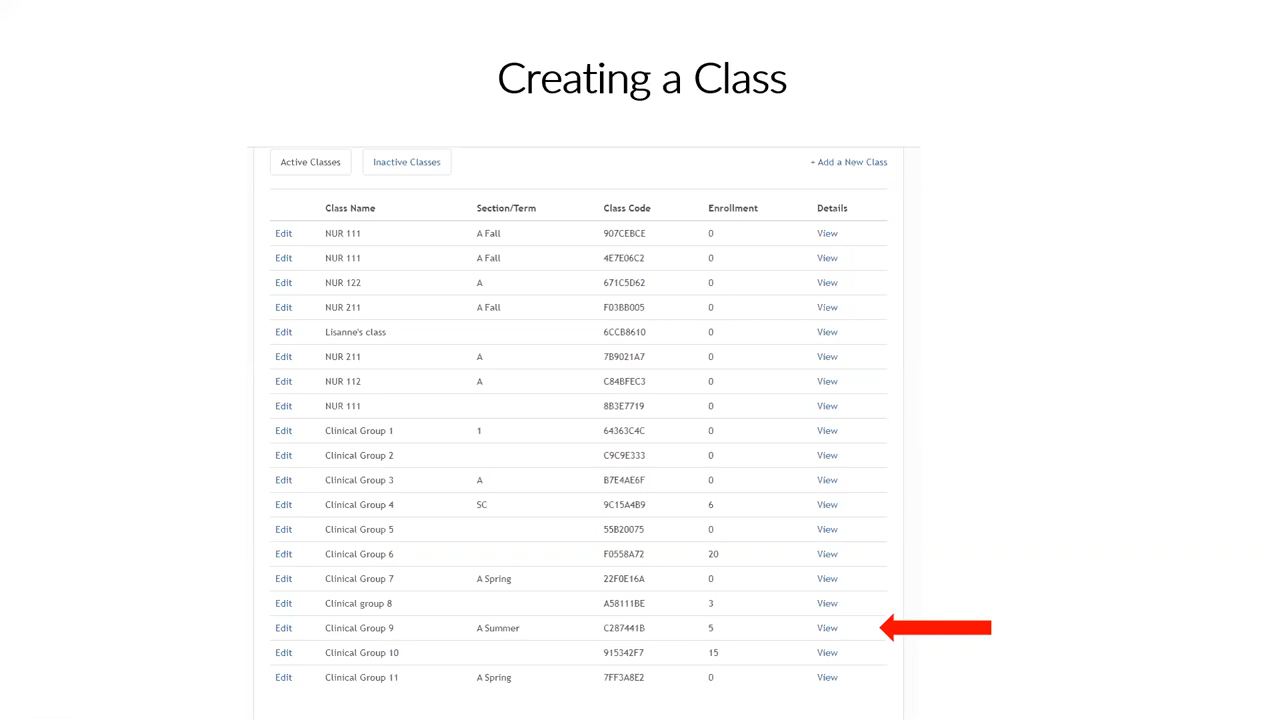 Creating a Class
Active Classes Inactive Classes + Add a New Class
Class Name Section/Term Class Code Enrollment Details
Edit NUR 111 A Fall 907CEBCE 0 View
Edit NUR 111 A Fall 4E7E06C2 0 View
Edit NUR 122 A 671C5D62 0 View
Edit NUR 211 A Fall F03BB005 0 View
Edit Lisanne's class 6CCB8610 0 View
Edit NUR 211 A 7B9021A7 0 View
Edit NUR 112 A C84BFEC3 0 View
Edit NUR 111 8B3E7719 0 View
Edit Clinical Group 1 1 64363C4C 0 View
Edit Clinical Group 2 C9C9E333 0 View
Edit Clinical Group 3 A B7E4AE6F 0 View
Edit Clinical Group 4 SC 9C15A4B9 6 View
Edit Clinical Group 5 55B20075 0 View
Edit Clinical Group 6 F0558A72 20 View
Edit Clinical Group 7 A Spring 22F0E16A 0 View
Edit Clinical group 8 A58111BE 3 View
Edit Clinical Group 9 A Summer C287441B 5 View
Edit Clinical Group 10 915342F7 15 View
Edit Clinical Group 11 A Spring 7FF3A8E2 0 View